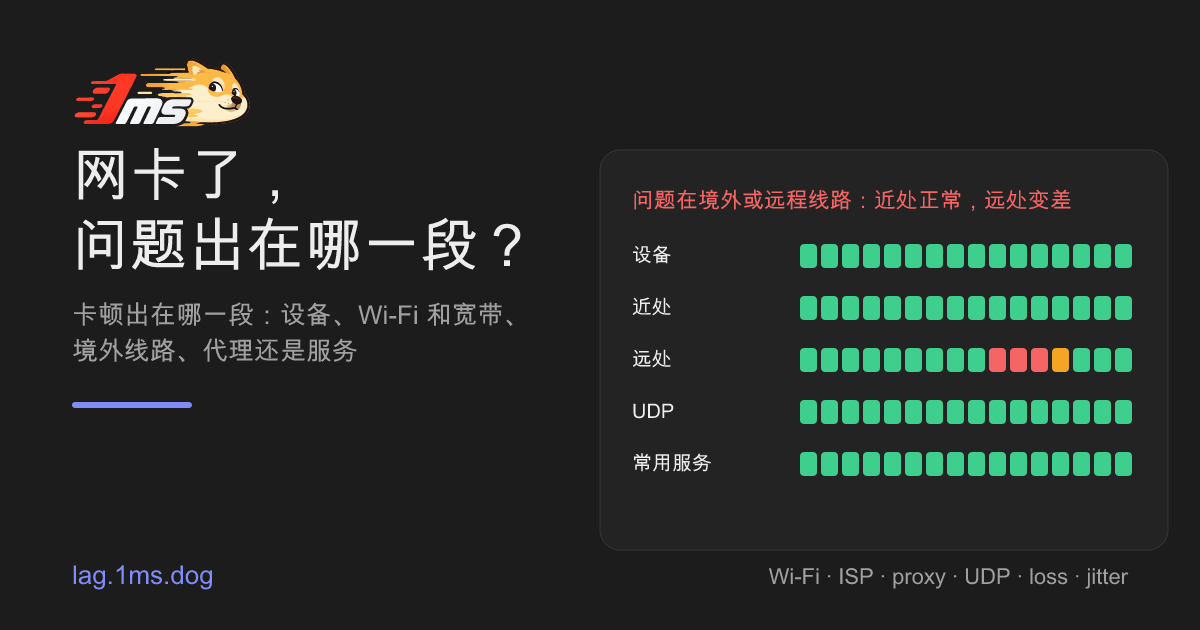 1ms
网卡了，
问题出在哪一段？
卡顿出在哪一段：设备、Wi-Fi 和宽带、
境外线路、代理还是服务
lag.1ms.dog
问题在境外或远程线路：近处正常，远处变差
设备
近处
远处
UDP
常用服务
Wi-Fi · ISP · proxy · UDP · loss · jitter